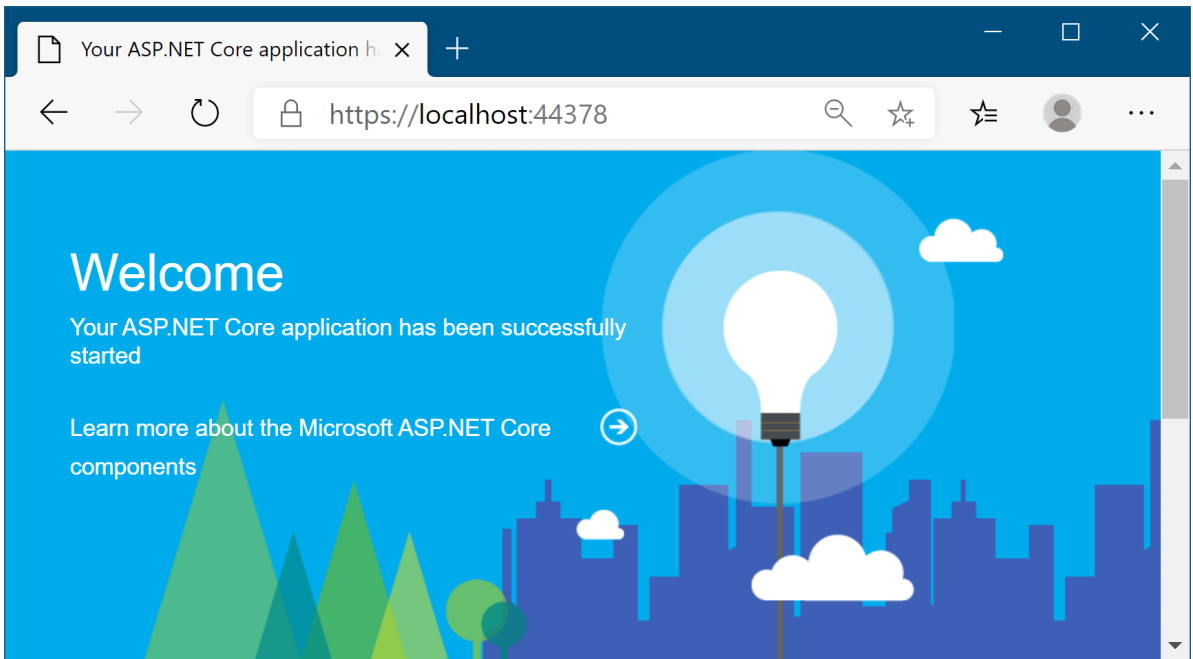 Your ASP.NET Core application h
https://localhost:44378
Welcome
Your ASP.NET Core application has been successfully
started
Learn more about the Microsoft ASP.NET Core
components